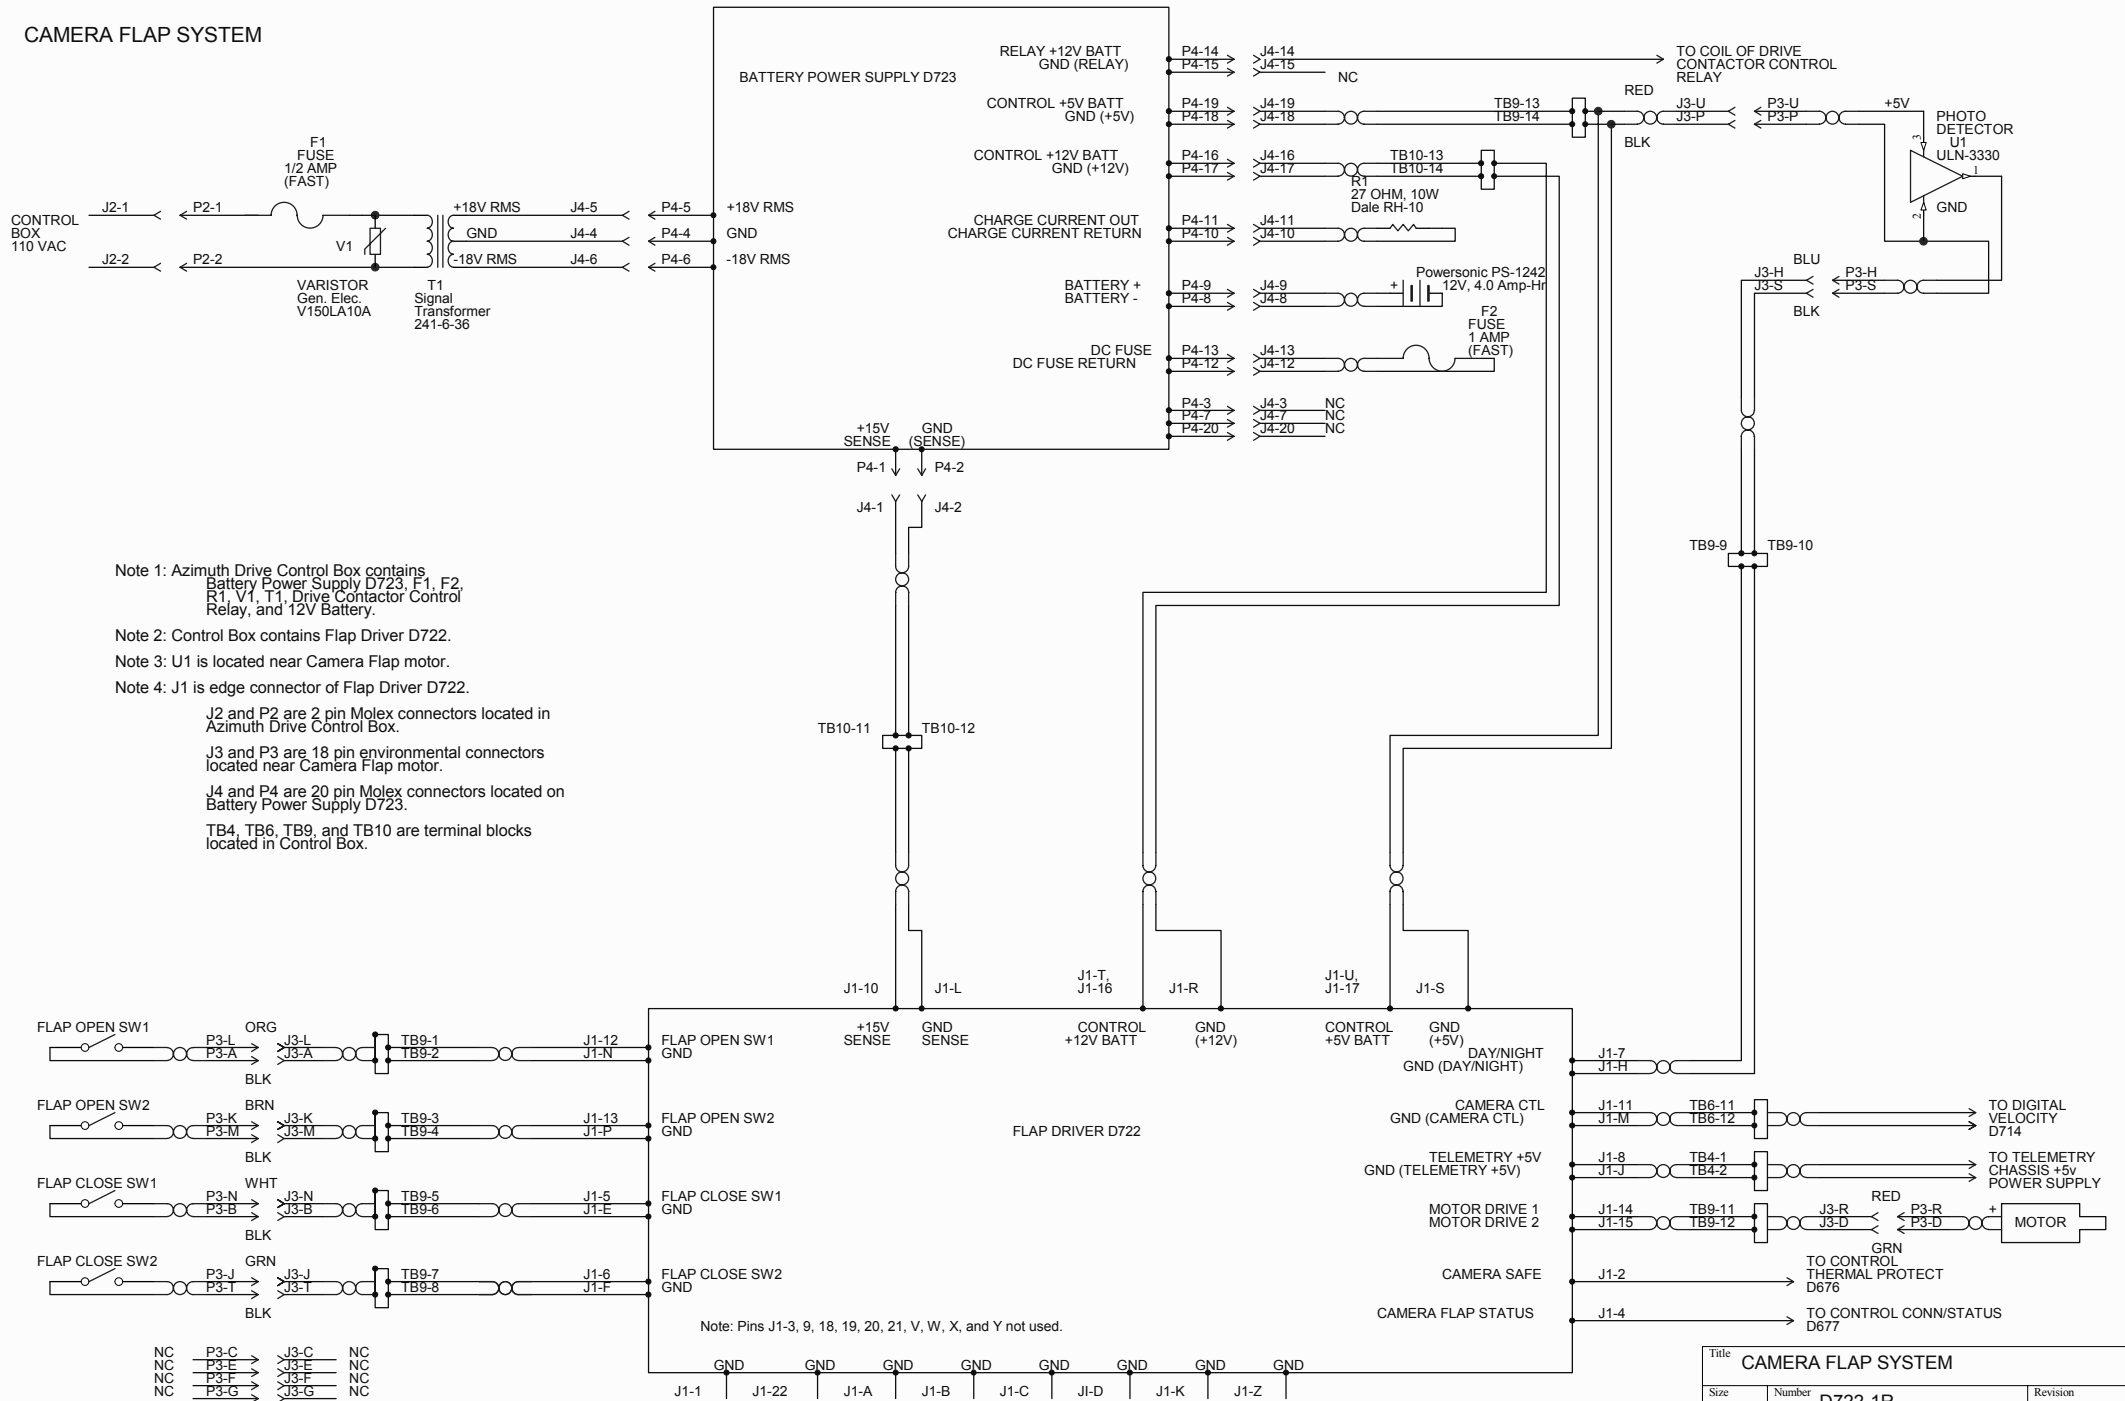 CAMERA FLAP SYSTEM
BATTERY POWER SUPPLY D723
RELAY +12V BATT
GND (RELAY)
P4-14
P4-15
J4-14
J4-15
NC
TO COIL OF DRIVE
CONTACTOR CONTROL
RELAY
CONTROL +5V BATT
GND (+5V)
P4-19
P4-18
J4-19
J4-18
TB9-13
TB9-14
RED
BLK
J3-U
J3-P
P3-U
P3-P
+5V
PHOTO
DETECTOR
U1
ULN-3330
3
1
2
GND
CONTROL +12V BATT
GND (+12V)
P4-16
P4-17
J4-16
J4-17
TB10-13
TB10-14
R1
27 OHM, 10W
Dale RH-10
CHARGE CURRENT OUT
CHARGE CURRENT RETURN
P4-11
P4-10
J4-11
J4-10
BATTERY +
BATTERY -
P4-9
P4-8
J4-9
J4-8
+
Powersonic PS-1242
12V, 4.0 Amp-Hr
F2
FUSE
1 AMP
(FAST)
DC FUSE
DC FUSE RETURN
P4-13
P4-12
J4-13
J4-12
P4-3
P4-7
P4-20
J4-3
J4-7
J4-20
NC
NC
NC
F1
FUSE
1/2 AMP
(FAST)
CONTROL
BOX
110 VAC
J2-1
P2-1
J2-2
P2-2
V1
VARISTOR
Gen. Elec.
V150LA10A
T1
Signal
Transformer
241-6-36
+18V RMS
GND
-18V RMS
J4-5
J4-4
J4-6
P4-5
P4-4
P4-6
+18V RMS
GND
-18V RMS
BLU
J3-H
J3-S
P3-H
P3-S
BLK
+15V
SENSE
GND
(SENSE)
P4-1
P4-2
J4-1
J4-2
TB9-9
TB9-10
Note 1: Azimuth Drive Control Box contains
Battery Power Supply D723, F1, F2,
R1, V1, T1, Drive Contactor Control
Relay, and 12V Battery.
Note 2: Control Box contains Flap Driver D722.
Note 3: U1 is located near Camera Flap motor.
Note 4: J1 is edge connector of Flap Driver D722.
J2 and P2 are 2 pin Molex connectors located in
Azimuth Drive Control Box.
J3 and P3 are 18 pin environmental connectors
located near Camera Flap motor.
J4 and P4 are 20 pin Molex connectors located on
Battery Power Supply D723.
TB4, TB6, TB9, and TB10 are terminal blocks
located in Control Box.
TB10-11
TB10-12
J1-10
J1-L
J1-T,
J1-16
J1-R
J1-U,
J1-17
J1-S
+15V
SENSE
GND
SENSE
CONTROL
+12V BATT
GND
(+12V)
CONTROL
+5V BATT
GND
(+5V)
FLAP OPEN SW1
ORG
P3-L
P3-A
J3-L
J3-A
BLK
TB9-1
TB9-2
J1-12
J1-N
FLAP OPEN SW1
GND
FLAP OPEN SW2
BRN
P3-K
P3-M
J3-K
J3-M
BLK
TB9-3
TB9-4
J1-13
J1-P
FLAP OPEN SW2
GND
FLAP CLOSE SW1
WHT
P3-N
P3-B
J3-N
J3-B
BLK
TB9-5
TB9-6
J1-5
J1-E
FLAP CLOSE SW1
GND
FLAP CLOSE SW2
GRN
P3-J
P3-T
J3-J
J3-T
BLK
TB9-7
TB9-8
J1-6
J1-F
FLAP CLOSE SW2
GND
FLAP DRIVER D722
DAY/NIGHT
GND (DAY/NIGHT)
J1-7
J1-H
CAMERA CTL
GND (CAMERA CTL)
J1-11
J1-M
TB6-11
TB6-12
TO DIGITAL
VELOCITY
D714
TELEMETRY +5V
GND (TELEMETRY +5V)
J1-8
J1-J
TB4-1
TB4-2
TO TELEMETRY
CHASSIS +5v
POWER SUPPLY
MOTOR DRIVE 1
MOTOR DRIVE 2
J1-14
J1-15
TB9-11
TB9-12
J3-R
J3-D
RED
GRN
P3-R
P3-D
+
MOTOR
CAMERA SAFE
J1-2
TO CONTROL
THERMAL PROTECT
D676
CAMERA FLAP STATUS
J1-4
TO CONTROL CONN/STATUS
D677
Note: Pins J1-3, 9, 18, 19, 20, 21, V, W, X, and Y not used.
NC P3-C J3-C NC
NC P3-E J3-E NC
NC P3-F J3-F NC
NC P3-G J3-G NC
GND GND GND GND GND GND GND GND
J1-1 J1-22 J1-A J1-B J1-C JI-D J1-K J1-Z
Title
CAMERA FLAP SYSTEM
Size
Number
D722-1B
Revision